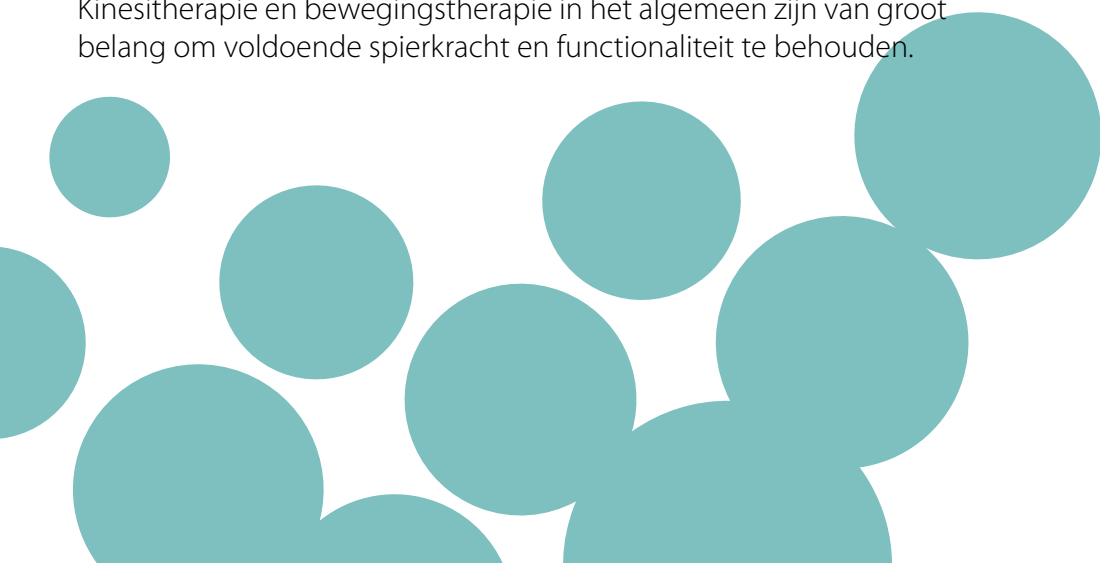 Kinesitherapie en bewegingstherapie in het algemeen zijn van groot
belang om voldoende spierkracht en functionaliteit te behouden.